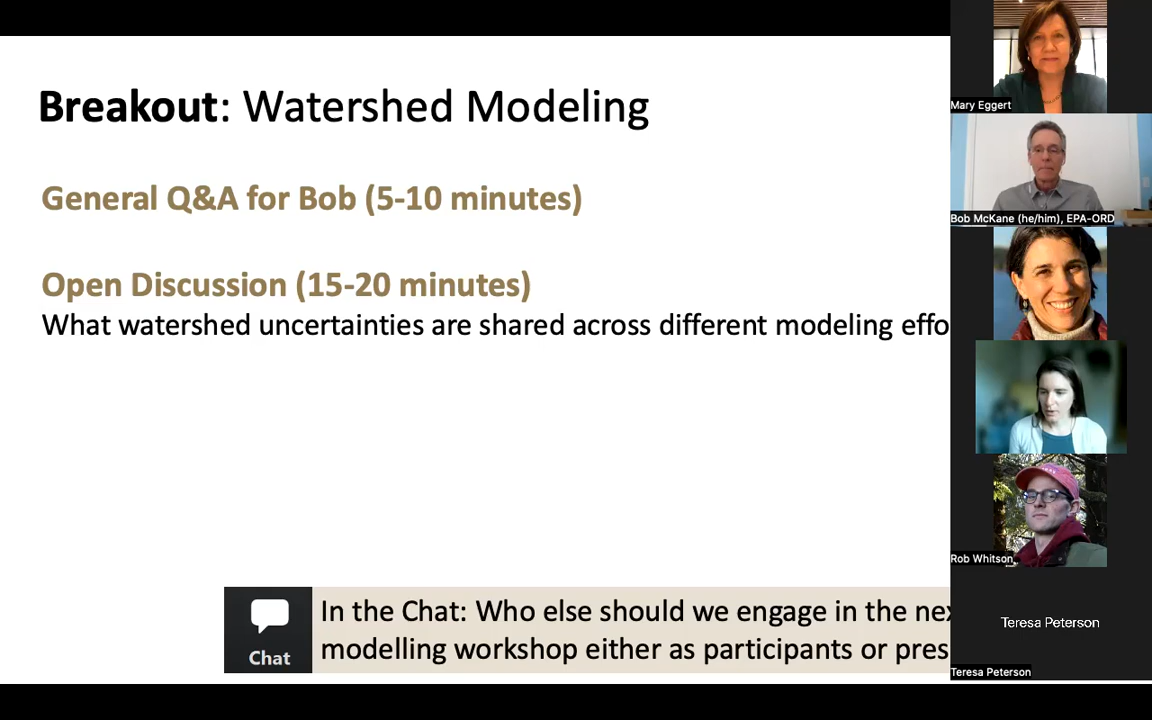 Breakout: Watershed Modeling
General Q&A for Bob (5-10 minutes)
Open Discussion (15-20 minutes)
What watershed uncertainties are shared across different modeling effo
In the Chat: Who else should we engage in the nex
modelling workshop either as participants or pres
Chat
Mary Eggert
Bob McKane (he/him), EPA-ORD
Rob Whitson
Teresa Peterson
Teresa Peterson